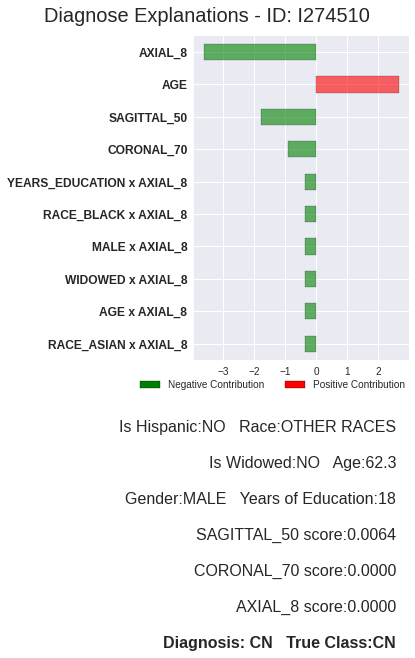 Diagnose Explanations - ID: I274510
AXIAL_8
AGE
SAGITTAL_50
CORONAL_70
YEARS_EDUCATION x AXIAL_8
RACE_BLACK x AXIAL_8
MALE x AXIAL_8
WIDOWED x AXIAL_8
AGE x AXIAL_8
RACE_ASIAN x AXIAL_8
−3 −2 −1 0 1 2
Negative Contribution Positive Contribution
Is Hispanic:NO Race:OTHER RACES
Is Widowed:NO Age:62.3
Gender:MALE Years of Education:18
SAGITTAL_50 score:0.0064
CORONAL_70 score:0.0000
AXIAL_8 score:0.0000
Diagnosis: CN True Class:CN